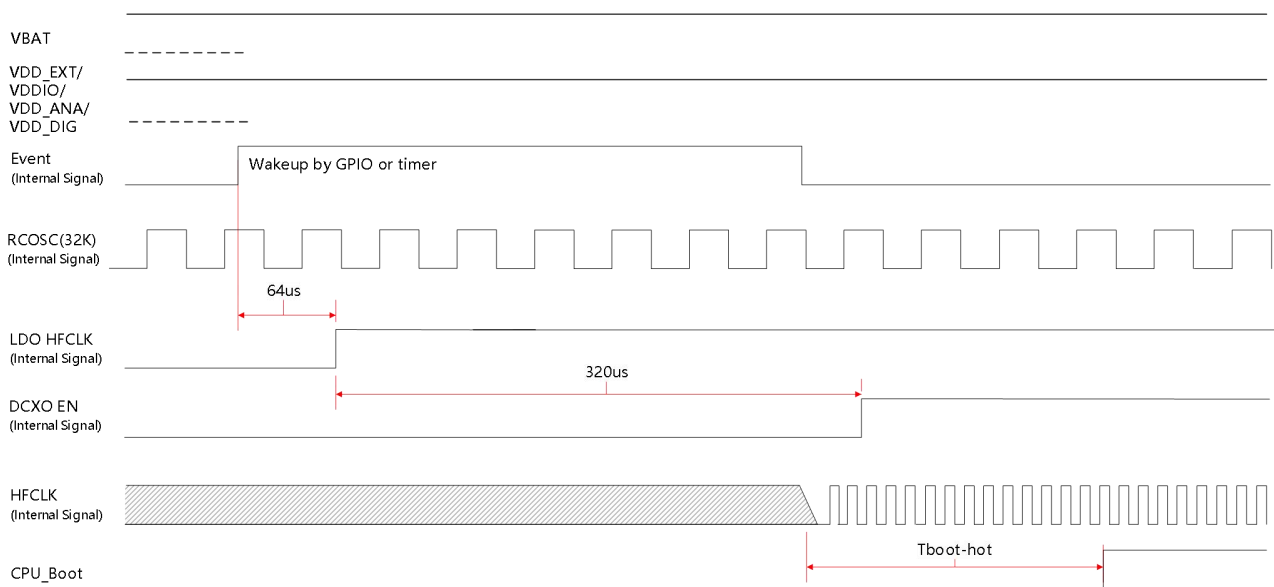 VBAT
VDD_EXT/
VDDIO/
VDD_ANA/
VDD_DIG
Event
(Internal Signal)
Wakeup by GPIO or timer
RCOSC(32K)
(Internal Signal)
64us
LDO HFCLK
(Internal Signal)
320us
DCXO EN
(Internal Signal)
HFCLK
(Internal Signal)
Tboot-hot
CPU_Boot